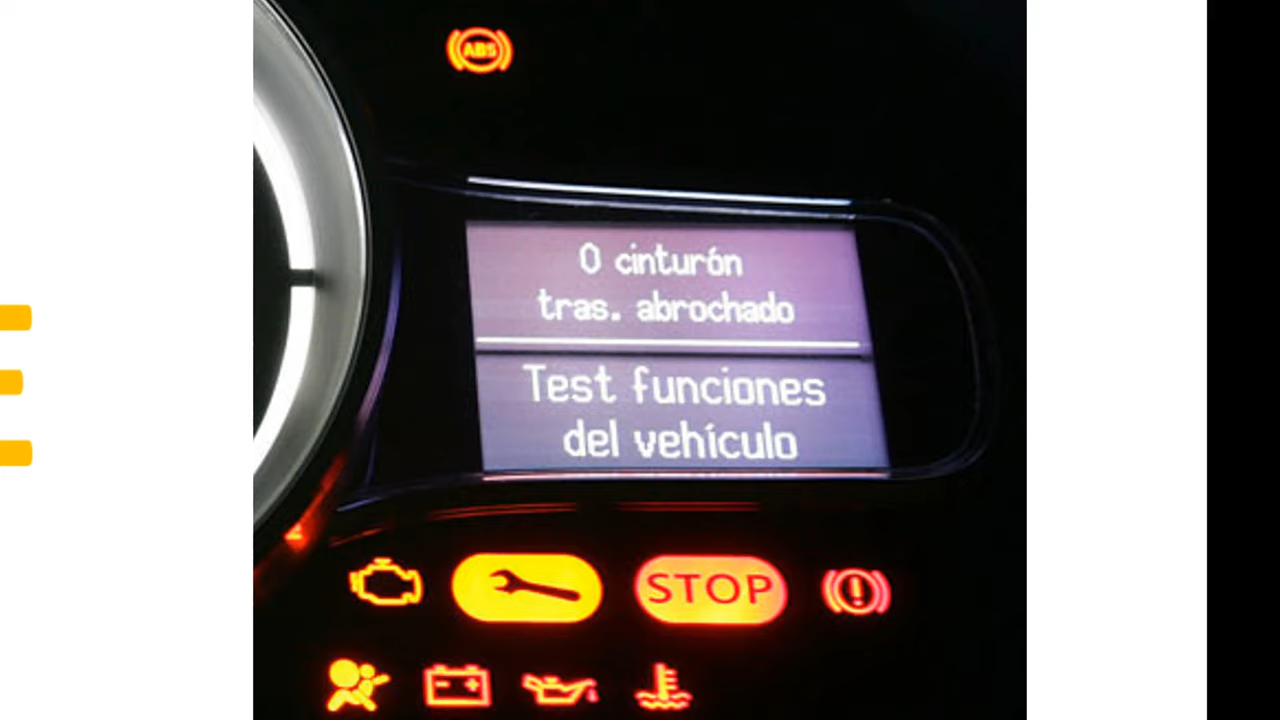 ABS
0 cinturón
tras. abrochado
Test funciones
del vehículo
STOP